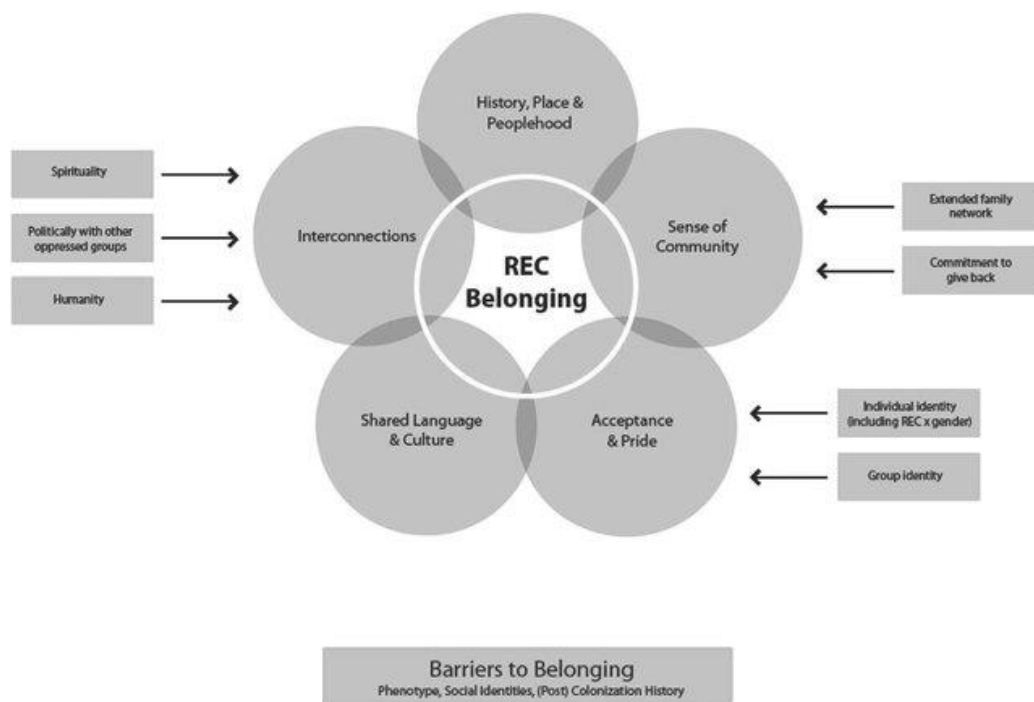 History, Place &
Peoplehood
Spirituality
Politically with other
oppressed groups
Humanity
Interconnections
Sense of
Community
Extended family
network
Commitment to
give back
REC
Belonging
Shared Language
& Culture
Acceptance
& Pride
Individual identity
(including REC x gender)
Group identity
Barriers to Belonging
Phenotype, Social Identities, (Post) Colonization History